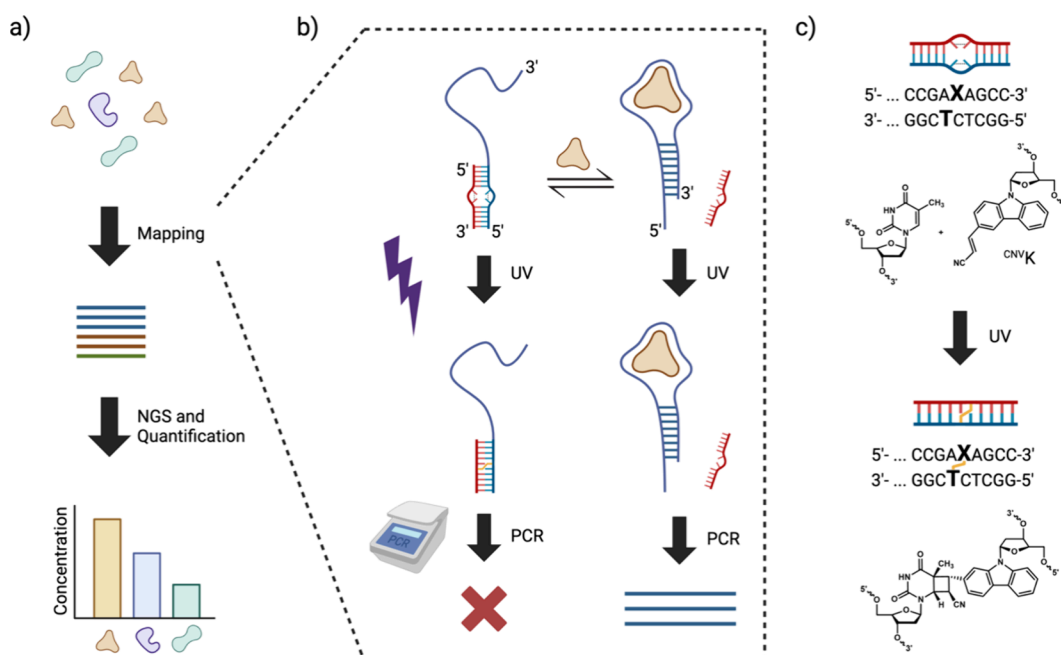 a)
Mapping
NGS and
Quantification
Concentration
b)
3'
5'
3'
5'
3'
5'
UV
UV
PCR
PCR
PCR
c)
5'- ... CCGAXAGCC-3'
3'- GGCTCTCGG-5'
3'
O
O
5'
N
O
CH3
HN
O
N
5'
O
O
O
3'
+
NC
CNVK
UV
5'- ... CCGAXAGCC-3'
3'- GGCTCTCGG-5'
3'
O
O
O
5'
N
O
CH3
HN
O
N
H
CN
5'
O
O
O
3'